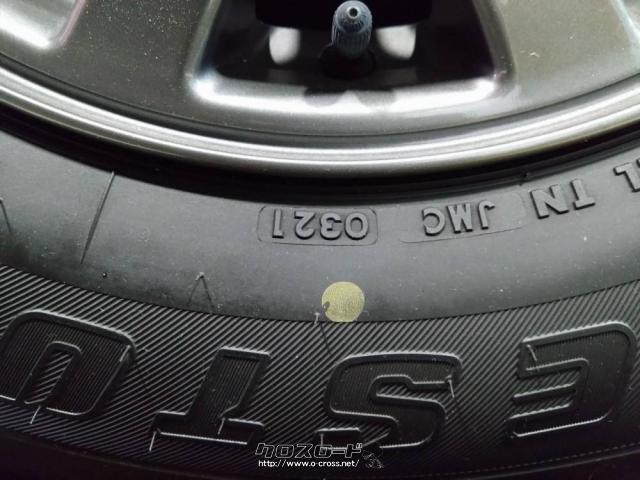 L TN JMC 0321
ESTO
クロスロード
http://www.o-cross.net/